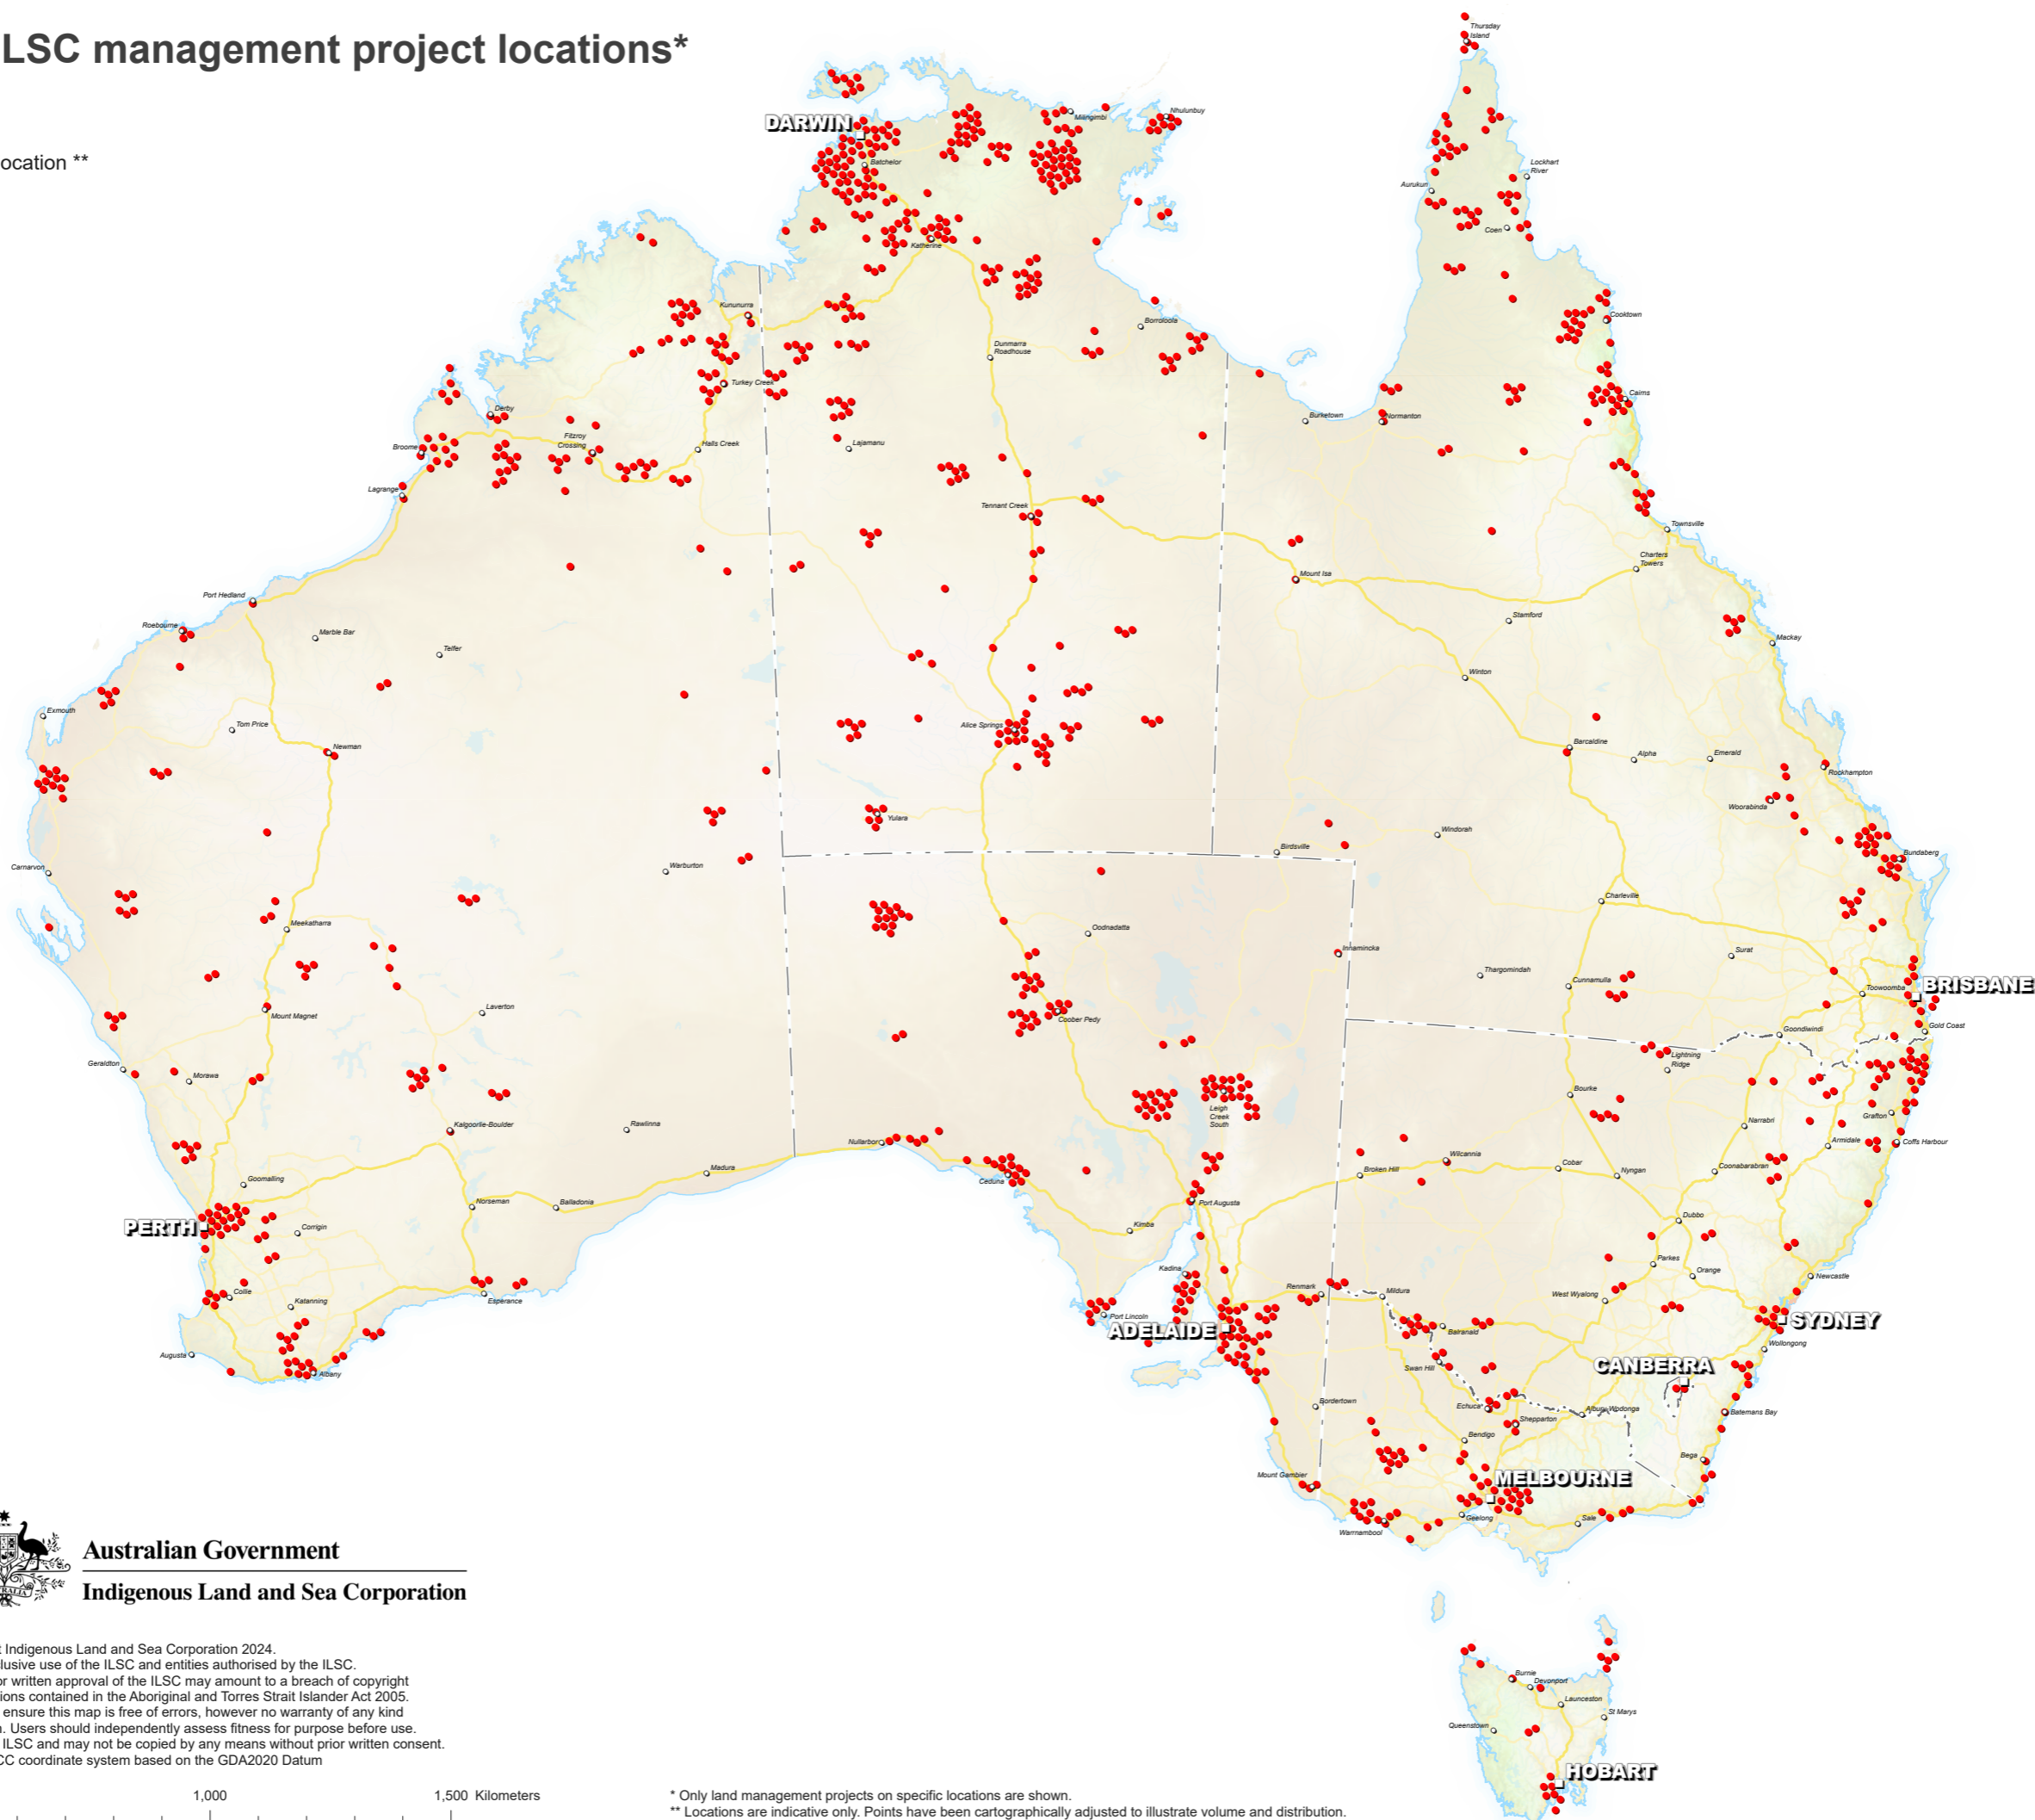 LSC management project locations*
ocation **
Thursday
Island
DARWIN
Batchelor
Milingimbi
Nhulunbuy
Lockhart
River
Aurukun
Coen
Katherine
Kununurra
Borroloola
Cooktown
Dunmarra
Roadhouse
Turkey Creek
Cairns
Derby
Burketown
Normanton
Fitzroy
Crossing
Broome
Halls Creek
Lajamanu
Lagrange
Tennant Creek
Townsville
Charters
Towers
Mount Isa
Port Hedland
Roebourne
Marble Bar
Telfer
Stamford
Mackay
Winton
Exmouth
Tom Price
Newman
Alice Springs
Barcaldine
Alpha
Emerald
Rockhampton
Woorabinda
Yulara
Windorah
Birdsville
Bundaberg
Carnarvon
Warburton
Charleville
Meekatharra
Oodnadatta
Innamincka
Surat
Thargomindah
Cunnamulla
Toowoomba
BRISBANE
Mount Magnet
Laverton
Coober Pedy
Gold Coast
Goondiwindi
Geraldton
Morawa
Lightning
Ridge
Bourke
Leigh
Creek
South
Narrabri
Grafton
Kalgoorlie-Boulder
Rawlinna
Nullarbor
Armidale
Coffs Harbour
Wilcannia
Cobar
Nyngan
Coonabarabran
Broken Hill
Madura
Ceduna
Goomalling
Norseman
Balladonia
Port Augusta
PERTH
Corrigin
Kimba
Dubbo
Parkes
Orange
Newcastle
Kadina
Renmark
Mildura
West Wyalong
Collie
Katanning
Esperance
Port Lincoln
ADELAIDE
Balranald
SYDNEY
Wollongong
Augusta
Albany
Swan Hill
CANBERRA
Bordertown
Echuca
Shepparton
Albury-Wodonga
Batemans Bay
Bendigo
Bega
Mount Gambier
MELBOURNE
Geelong
Sale
Warrnambool
Australian Government
Indigenous Land and Sea Corporation
t Indigenous Land and Sea Corporation 2024.
clusive use of the ILSC and entities authorised by the ILSC.
or written approval of the ILSC may amount to a breach of copyright
ions contained in the Aboriginal and Torres Strait Islander Act 2005.
ensure this map is free of errors, however no warranty of any kind
n. Users should independently assess fitness for purpose before use.
ILSC and may not be copied by any means without prior written consent.
CC coordinate system based on the GDA2020 Datum
Burnie
Devonport
Launceston
St Marys
Queenstown
HOBART
1,000
1,500 Kilometers
* Only land management projects on specific locations are shown.
** Locations are indicative only. Points have been cartographically adjusted to illustrate volume and distribution.